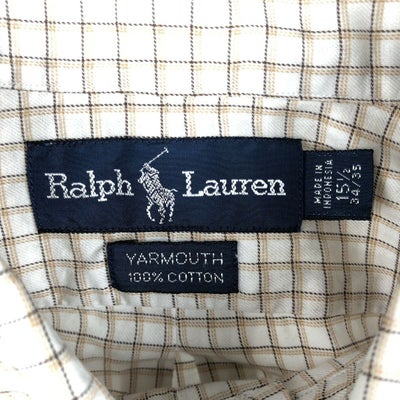 Ralph Lauren
MADE IN
INDONESIA
15½
34/35
YARMOUTH
100% COTTON